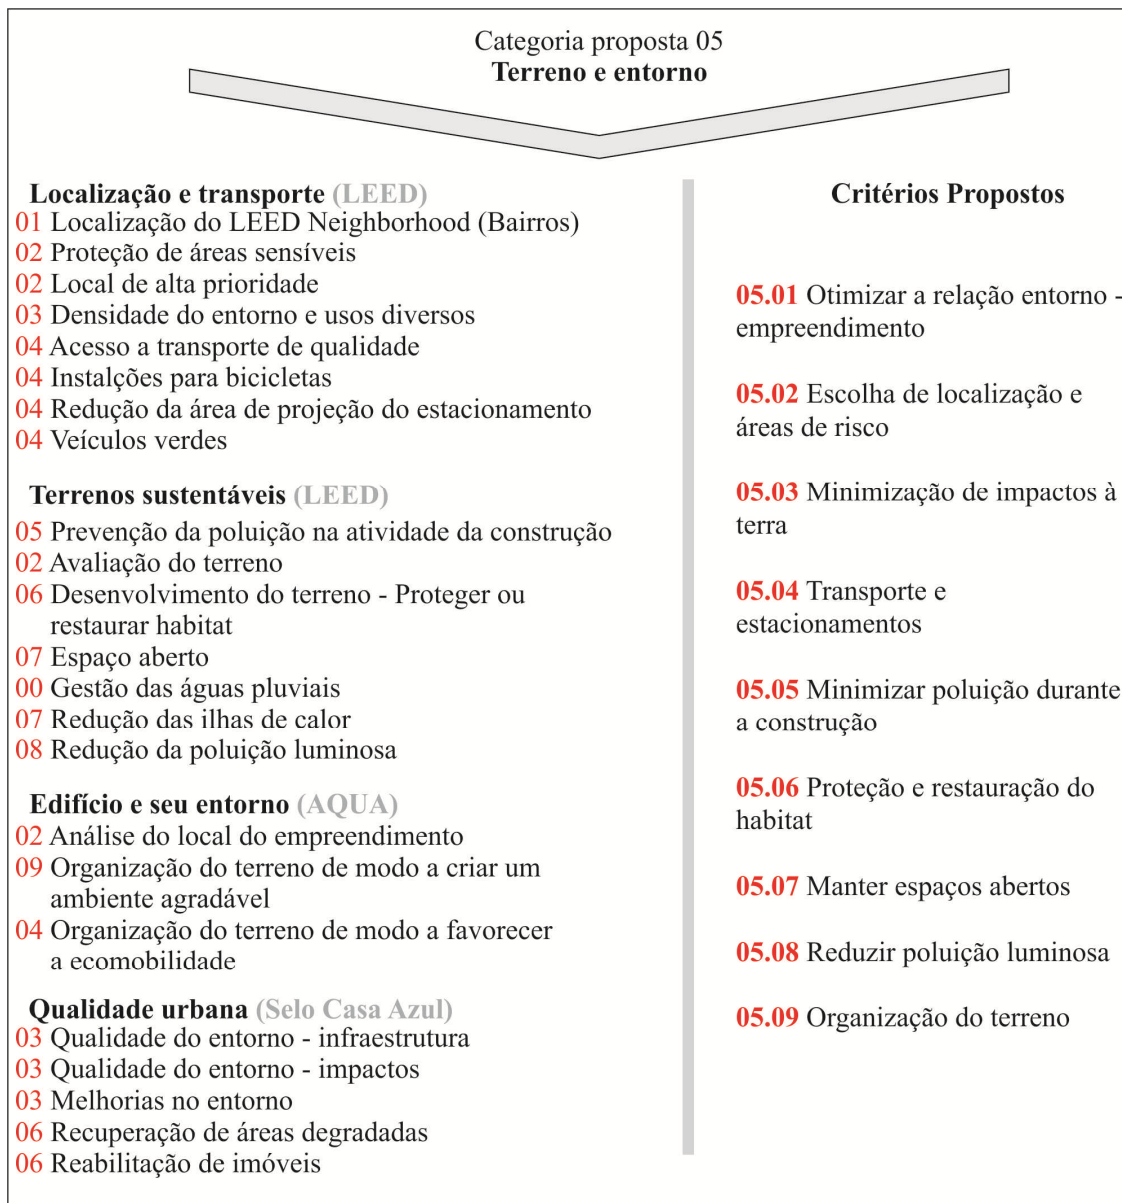 Categoria proposta 05
Terreno e entorno
Localização e transporte (LEED)
01 Localização do LEED Neighborhood (Bairros)
02 Proteção de áreas sensíveis
02 Local de alta prioridade
03 Densidade do entorno e usos diversos
04 Acesso a transporte de qualidade
04 Instalções para bicicletas
04 Redução da área de projeção do estacionamento
04 Veículos verdes
Terrenos sustentáveis (LEED)
05 Prevenção da poluição na atividade da construção
02 Avaliação do terreno
06 Desenvolvimento do terreno - Proteger ou
restaurar habitat
07 Espaço aberto
00 Gestão das águas pluviais
07 Redução das ilhas de calor
08 Redução da poluição luminosa
Edifício e seu entorno (AQUA)
02 Análise do local do empreendimento
09 Organização do terreno de modo a criar um
ambiente agradável
04 Organização do terreno de modo a favorecer
a ecomobilidade
Qualidade urbana (Selo Casa Azul)
03 Qualidade do entorno - infraestrutura
03 Qualidade do entorno - impactos
03 Melhorias no entorno
06 Recuperação de áreas degradadas
06 Reabilitação de imóveis
Critérios Propostos
05.01 Otimizar a relação entorno -
empreendimento
05.02 Escolha de localização e
áreas de risco
05.03 Minimização de impactos à
terra
05.04 Transporte e
estacionamentos
05.05 Minimizar poluição durante
a construção
05.06 Proteção e restauração do
habitat
05.07 Manter espaços abertos
05.08 Reduzir poluição luminosa
05.09 Organização do terreno